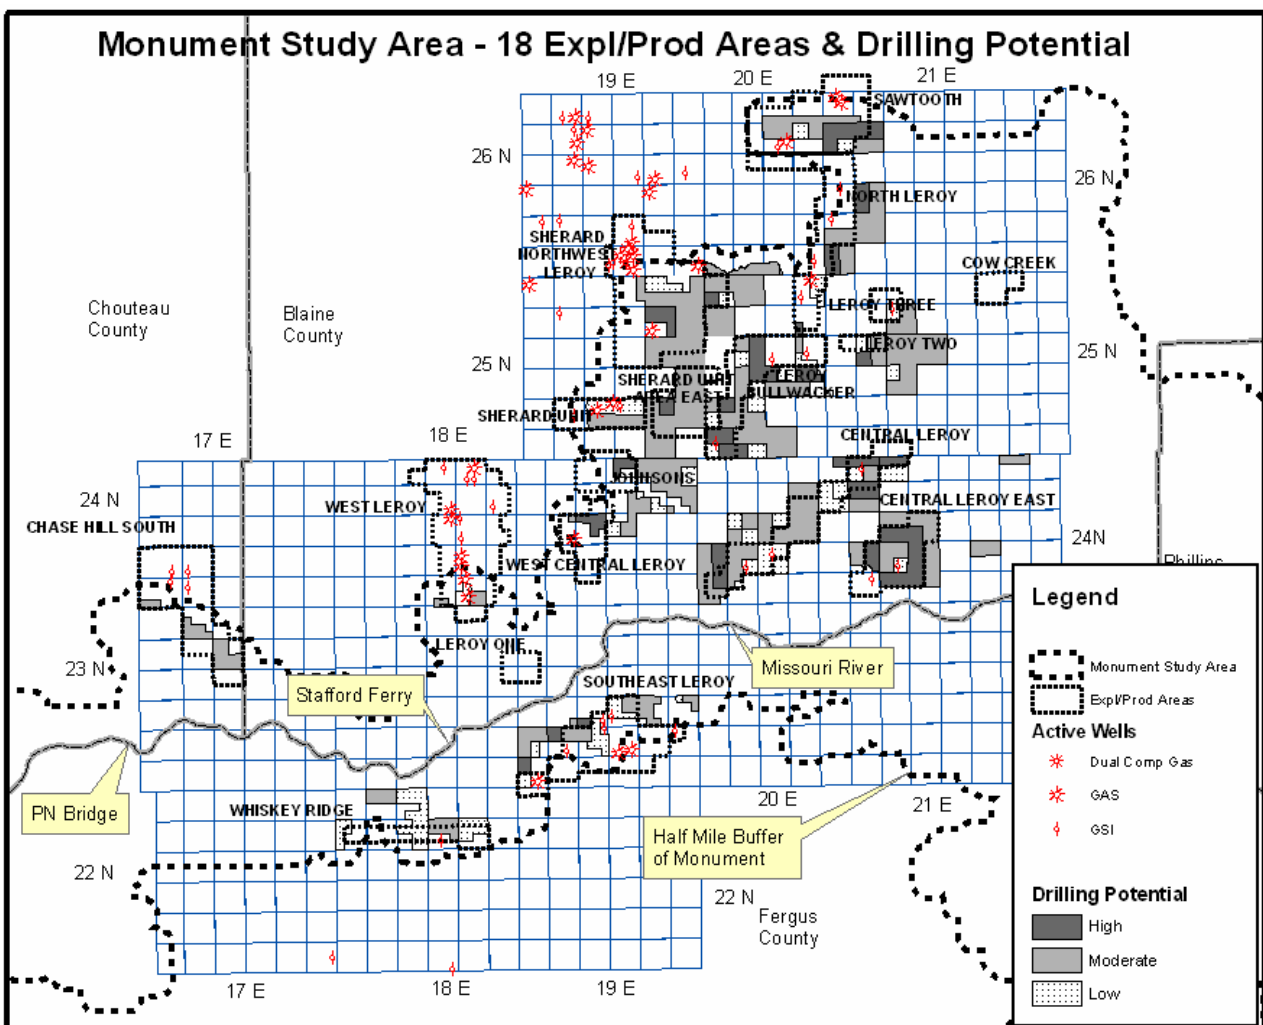 Monument Study Area - 18 Expl/Prod Areas & Drilling Potential
19 E
20 E
21 E
SAWTOOTH
26 N
26 N
NORTH LEROY
SHERARD
NORTHWEST
LEROY
COW CREEK
Chouteau
County
Blaine
County
LEROY THREE
LEROY TWO
25 N
25 N
SHERARD UNIT
AREA EAST
LEROY
BULLWACKER
SHERARD UNIT
17 E
18 E
CENTRAL LEROY
JOHNSONS
24 N
WEST LEROY
CENTRAL LEROY EAST
CHASE HILL SOUTH
24N
WEST CENTRAL LEROY
Phillips
LEROY ONE
23 N
Missouri River
Stafford Ferry
SOUTHEAST LEROY
PN Bridge
WHISKEY RIDGE
20 E
21 E
Half Mile Buffer
of Monument
22 N
22 N
Fergus
County
17 E
18 E
19 E
Legend
Monument Study Area
Expl/Prod Areas
Active Wells
Dual Comp Gas
GAS
GSI
Drilling Potential
High
Moderate
Low